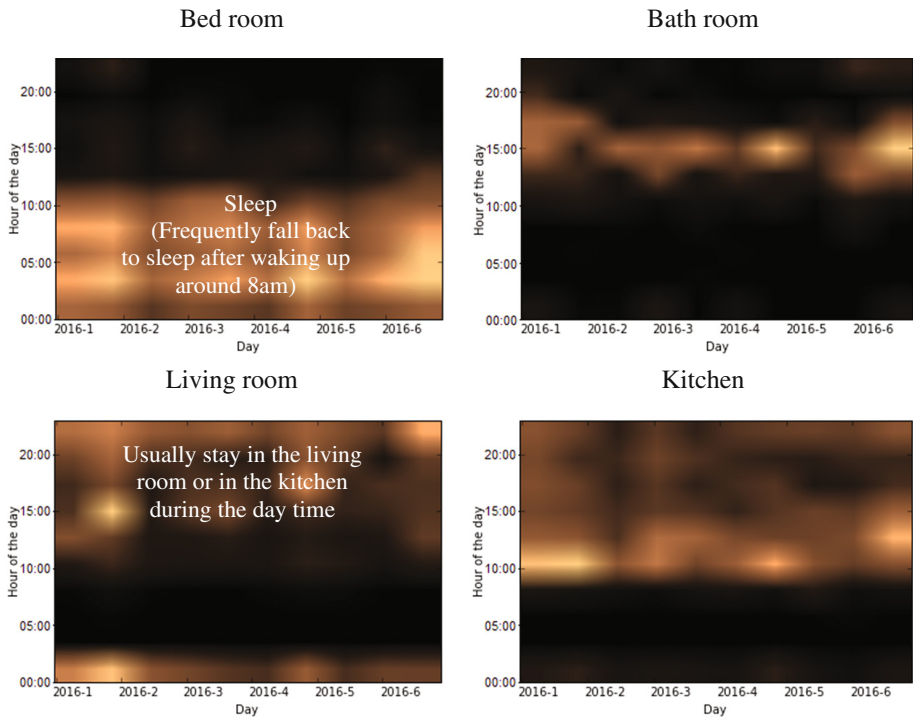 Bed room
Hour of the day
20:00
15:00
10:00
05:00
00:00
Sleep
(Frequently fall back
to sleep after waking up
around 8am)
2016-1 2016-2 2016-3 2016-4 2016-5 2016-6
Day
Bath room
Hour of the day
20:00
15:00
10:00
05:00
00:00
2016-1 2016-2 2016-3 2016-4 2016-5 2016-6
Day
Living room
Hour of the day
20:00
15:00
10:00
05:00
00:00
Usually stay in the living
room or in the kitchen
during the day time
2016-1 2016-2 2016-3 2016-4 2016-5 2016-6
Day
Kitchen
Hour of the day
20:00
15:00
10:00
05:00
00:00
2016-1 2016-2 2016-3 2016-4 2016-5 2016-6
Day